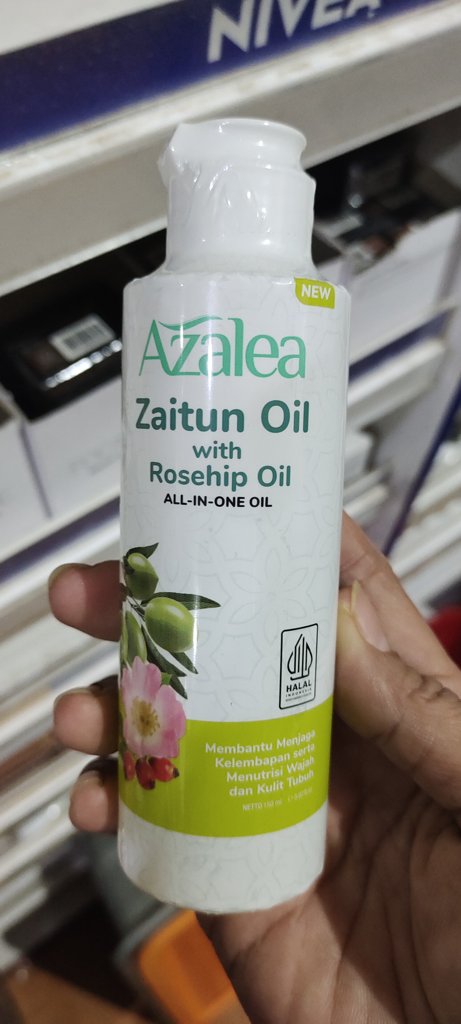 NIVEA
NEW
Azalea
Zaitun Oil
with
Rosehip Oil
ALL-IN-ONE OIL
HALAL
INDONESIA
Membantu Menjaga
Kelembapan serta
Menutrisi Wajah
dan Kulit Tubuh
NETTO 150 mL